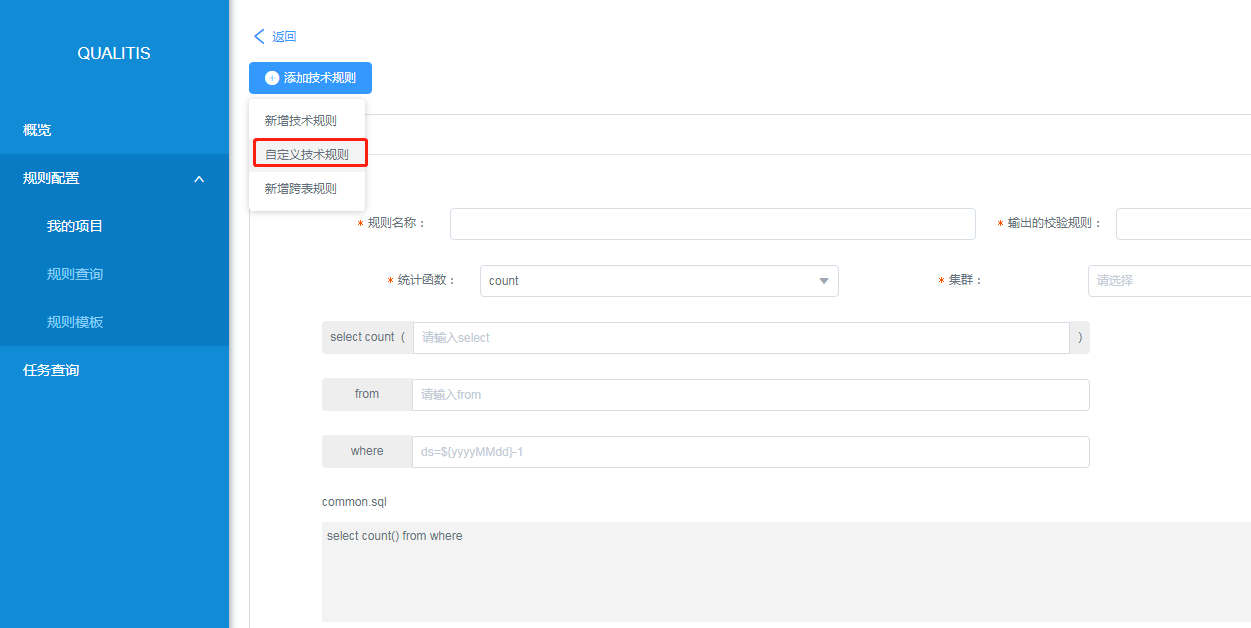 QUALITIS
概览
规则配置
我的项目
规则查询
规则模板
任务查询
返回
添加技术规则
新增技术规则
自定义技术规则
新增跨表规则
* 规则名称：
* 输出的校验规则：
* 统计函数： count
* 集群： 请选择
select count ( 请输入select )
from 请输入from
where ds=${yyyyMMdd}-1
common.sql
select count() from where